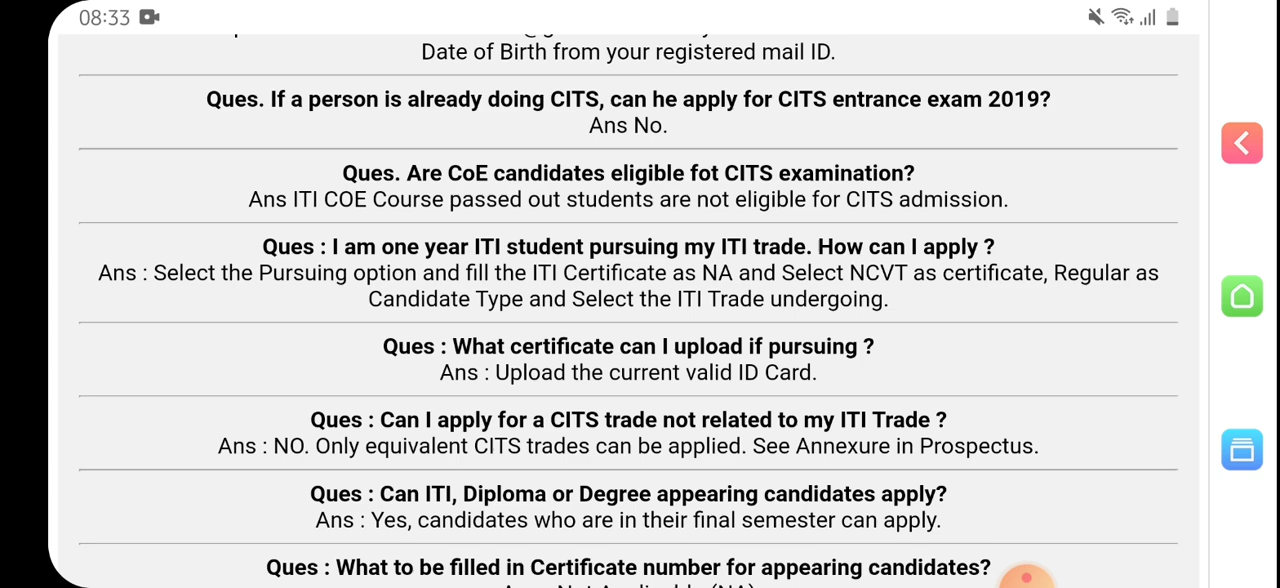 08:33
Date of Birth from your registered mail ID.
Ques. If a person is already doing CITS, can he apply for CITS entrance exam 2019?
Ans No.
Ques. Are CoE candidates eligible fot CITS examination?
Ans ITI COE Course passed out students are not eligible for CITS admission.
Ques : I am one year ITI student pursuing my ITI trade. How can I apply ?
Ans : Select the Pursuing option and fill the ITI Certificate as NA and Select NCVT as certificate, Regular as
Candidate Type and Select the ITI Trade undergoing.
Ques : What certificate can I upload if pursuing ?
Ans : Upload the current valid ID Card.
Ques : Can I apply for a CITS trade not related to my ITI Trade ?
Ans : NO. Only equivalent CITS trades can be applied. See Annexure in Prospectus.
Ques : Can ITI, Diploma or Degree appearing candidates apply?
Ans : Yes, candidates who are in their final semester can apply.
Ques : What to be filled in Certificate number for appearing candidates?